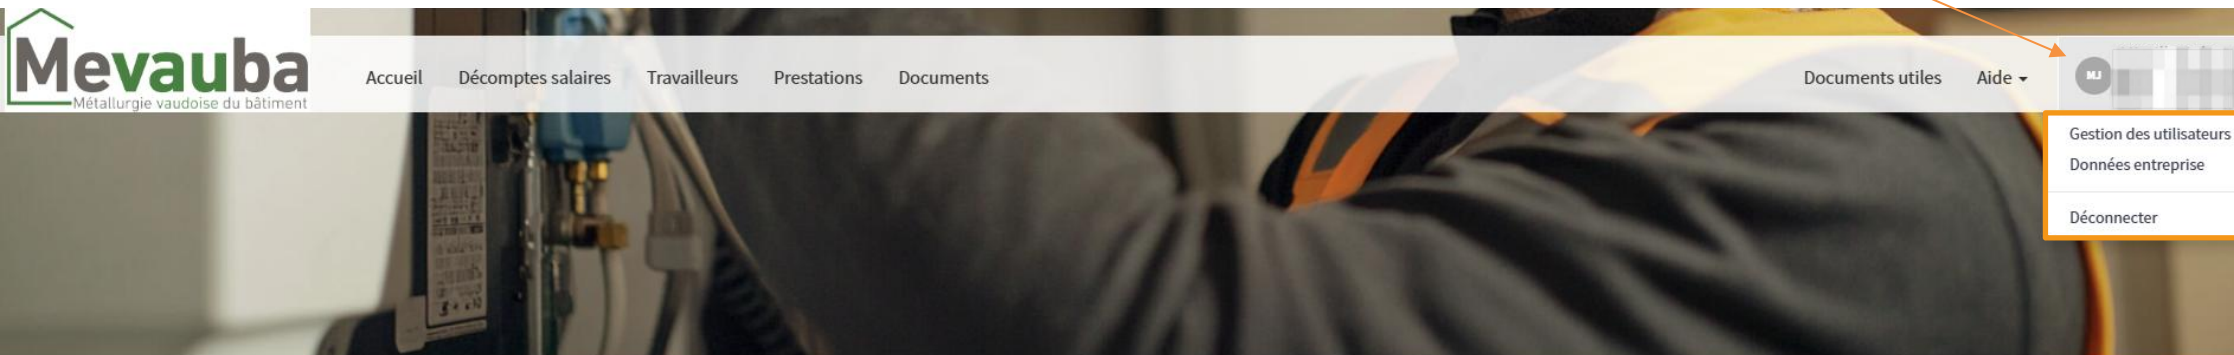 Mevauba
Métallurgie vaudoise du bâtiment
Accueil Décomptes salaires Travailleurs Prestations Documents Documents utiles Aide
MJ
Gestion des utilisateurs
Données entreprise
Déconnecter